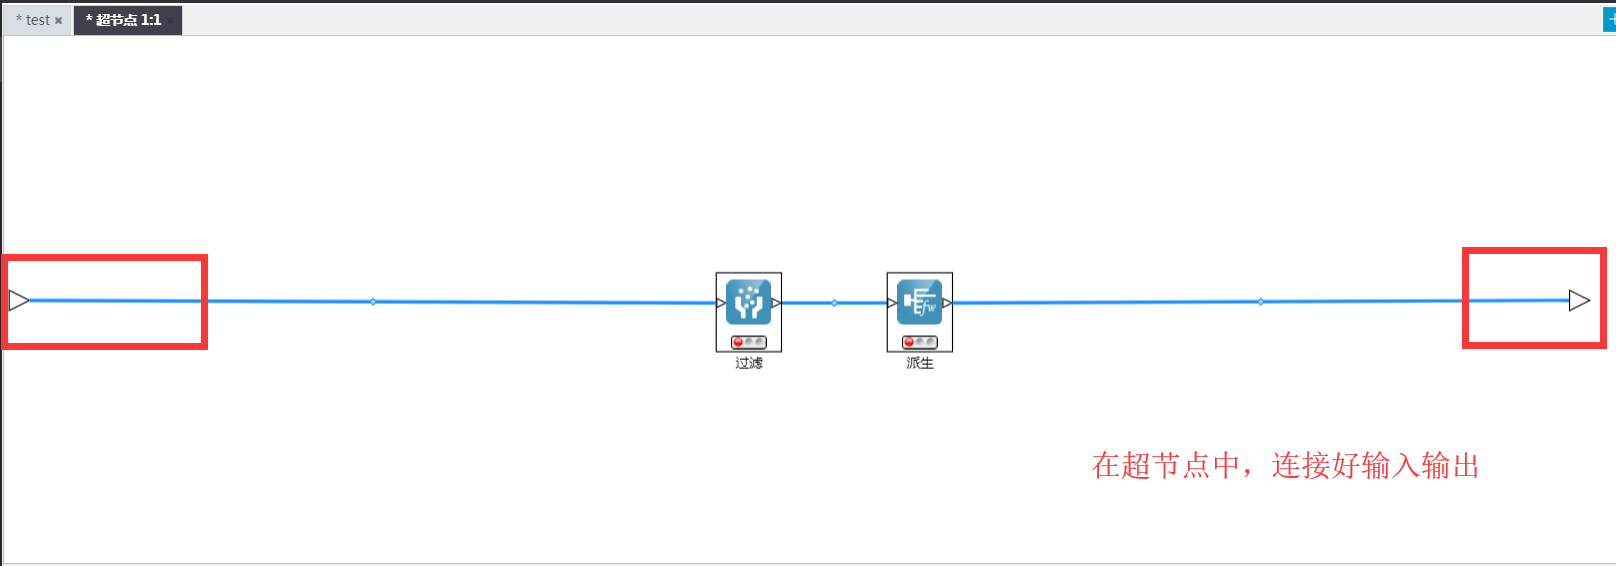 * test ×
* 超节点 1:1 ×
fw
过滤
派生
在超节点中，连接好输入输出